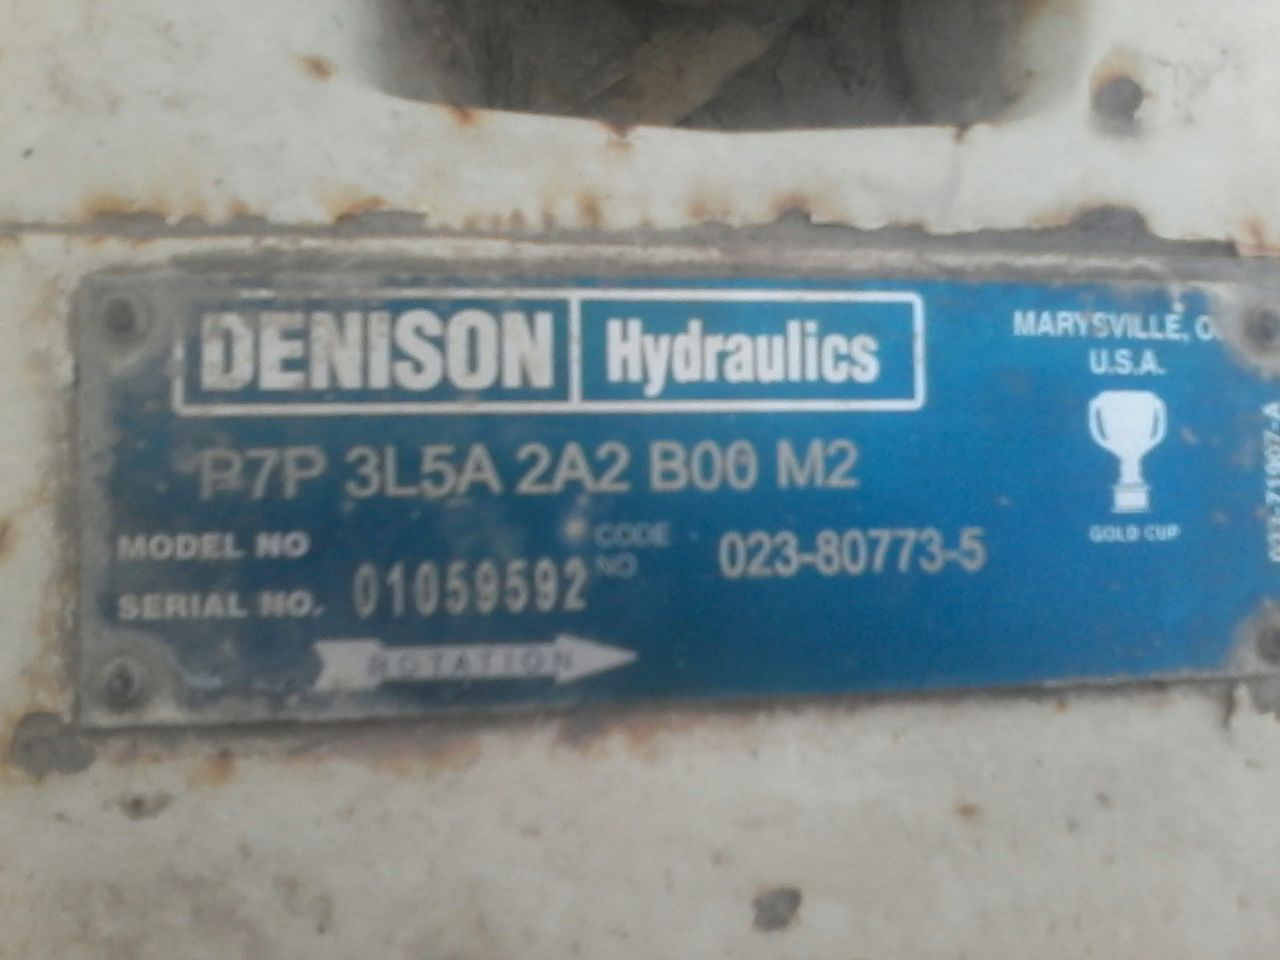 DENISON Hydraulics
MARYSVILLE, O
U.S.A.
P7P 3L5A 2A2 B00 M2
MODEL NO
CODE NO
023-80773-5
SERIAL NO. 01059592
GOLD CUP
ROTATION